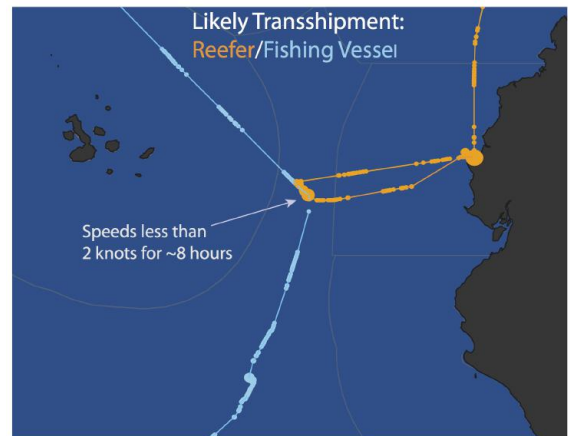 Likely Transshipment:
Reefer/Fishing Vessel
Speeds less than
2 knots for ~8 hours